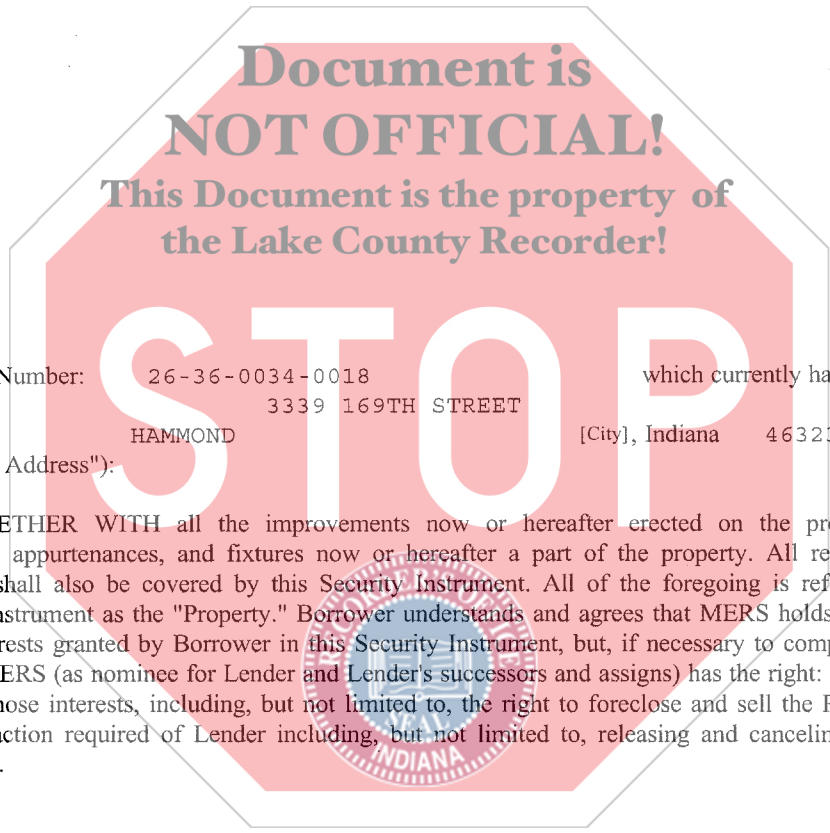 Document is
NOT OFFICIAL!
This Document is the property of
the Lake County Recorder!
STOP
Number: 26-36-0034-0018 which currently ha
3339 169TH STREET
HAMMOND [City], Indiana 46323
Address"):
ETHER WITH all the improvements now or hereafter erected on the pro
appurtenances, and fixtures now or hereafter a part of the property. All re
shall also be covered by this Security Instrument. All of the foregoing is ref
nstrument as the "Property." Borrower understands and agrees that MERS holds
rests granted by Borrower in this Security Instrument, but, if necessary to comp
ERS (as nominee for Lender and Lender's successors and assigns) has the right:
hose interests, including, but not limited to, the right to foreclose and sell the P
ction required of Lender including, but not limited to, releasing and cancelin
SEAL
INDIANA